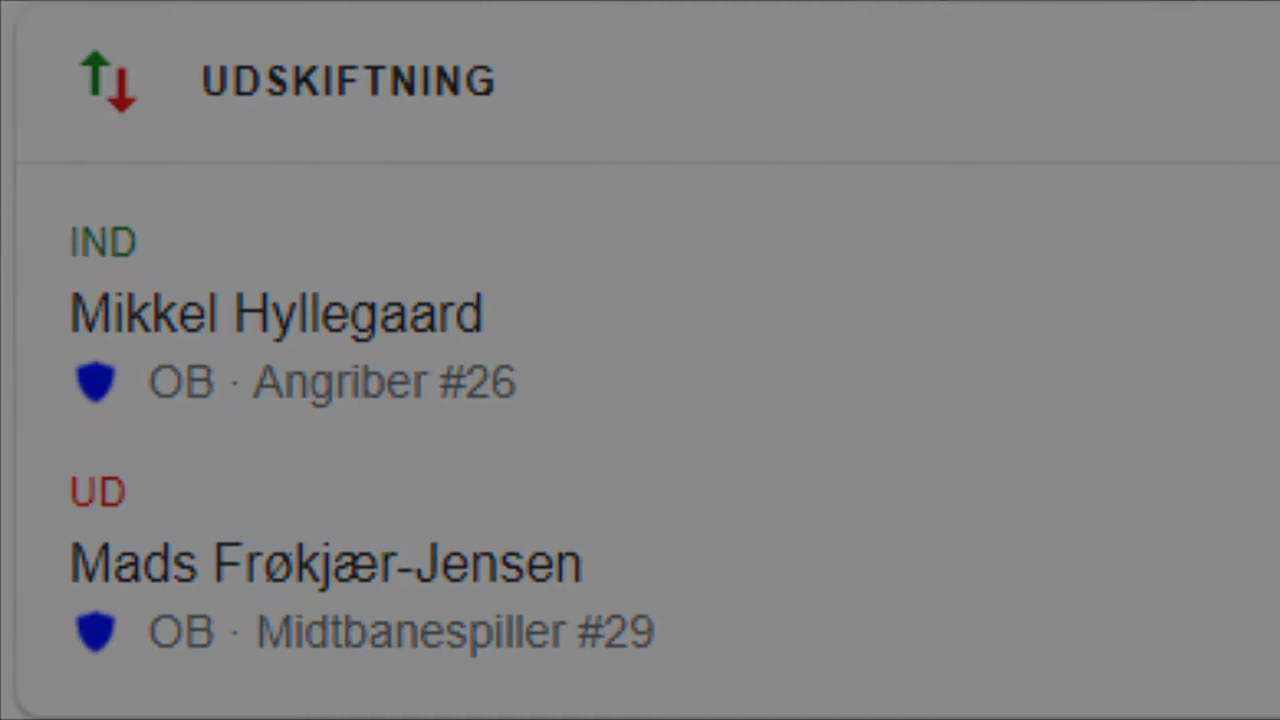 UDSKIFTNING
IND
Mikkel Hyllegaard
OB · Angriber #26
UD
Mads Frøkjær-Jensen
OB · Midtbanespiller #29